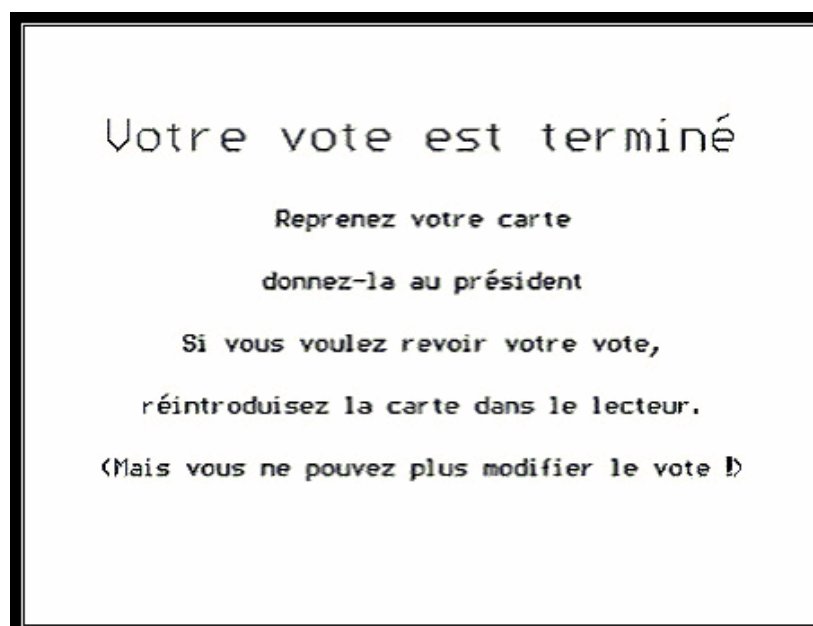 Votre vote est terminé
Reprenez votre carte
donnez-la au président
Si vous voulez revoir votre vote,
réintroduisez la carte dans le lecteur.
(Mais vous ne pouvez plus modifier le vote !)